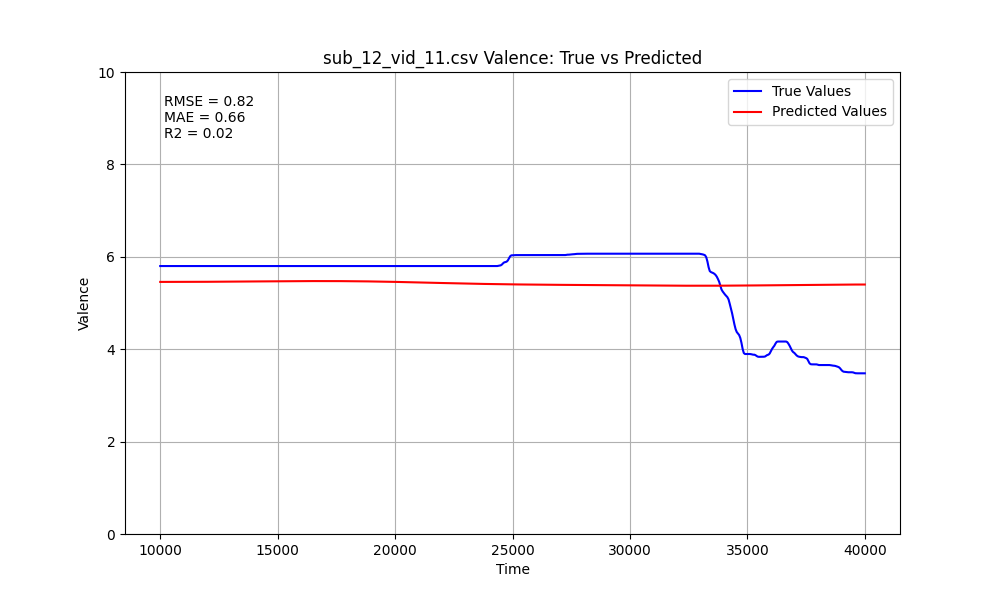 sub_12_vid_11.csv Valence: True vs Predicted
RMSE = 0.82
MAE = 0.66
R2 = 0.02
True Values
Predicted Values
Valence
10
8
6
4
2
0
10000 15000 20000 25000 30000 35000 40000
Time